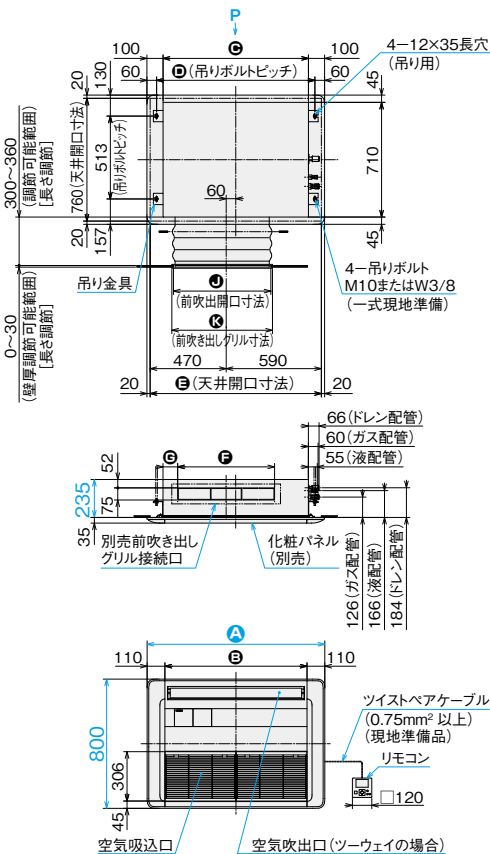 P
100
C
100
4−12×35長穴
(吊り用)
60
D(吊りボルトピッチ)
60
20
130
45
300〜360
(調節可能範囲)
[長さ調節]
760(天井開口寸法)
513
(吊りボルトピッチ)
710
60
20
157
45
吊り金具
4−吊りボルト
M10またはW3/8
(一式現地準備)
J
(前吹出開口寸法)
K
(前吹き出しグリル寸法)
0〜30
(壁厚調節可能範囲)
[長さ調節]
470
590
20
E(天井開口寸法)
20
66(ドレン配管)
60(ガス配管)
55(液配管)
G
F
52
235
75
35
別売前吹き出し
グリル接続口
化粧パネル
(別売)
126(ガス配管)
166(液配管)
184(ドレン配管)
A
110
B
110
ツイストペアケーブル
(0.75mm² 以上)
(現地準備品)
リモコン
800
306
□120
45
空気吸込口
空気吹出口(ツーウェイの場合)